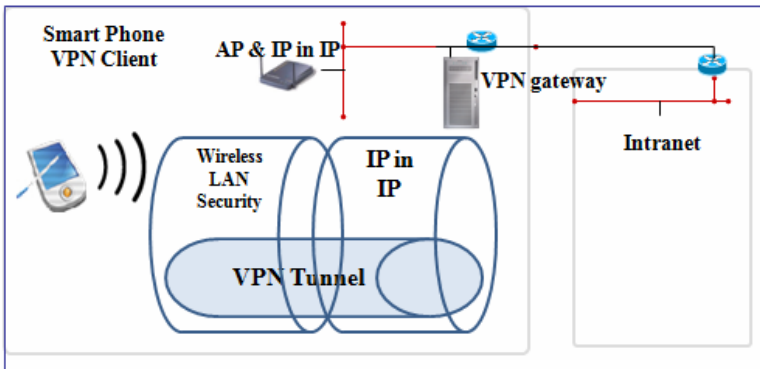 Smart Phone
VPN Client
AP & IP in IP
VPN gateway
Intranet
Wireless
LAN
Security
IP in
IP
VPN Tunnel